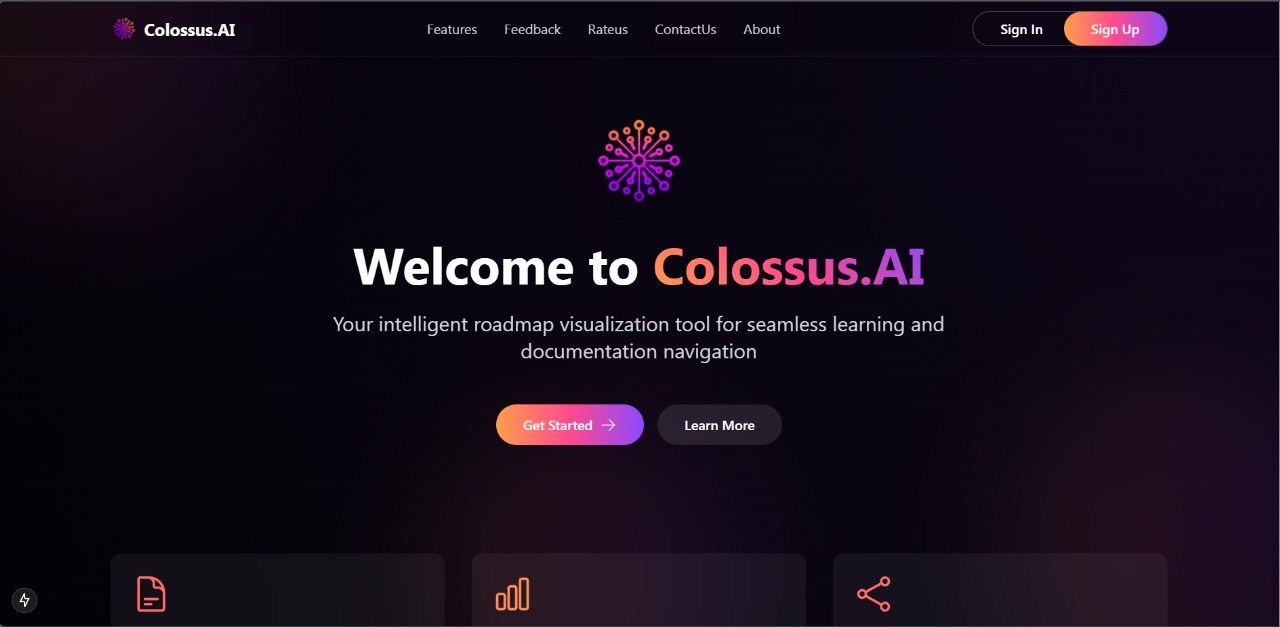 Colossus.AI
Features
Feedback
Rateus
ContactUs
About
Sign In
Sign Up
Welcome to Colossus.AI
Your intelligent roadmap visualization tool for seamless learning and
documentation navigation
Get Started
Learn More